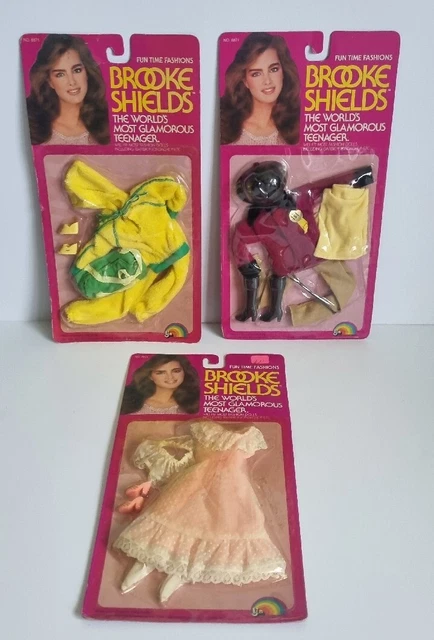 FUN TIME FASHIONS
BROOKE
SHIELDS
THE WORLD'S
MOST GLAMOROUS
TEENAGER
FUN TIME FASHIONS
BROOKE
SHIELDS
THE WORLD'S
MOST GLAMOROUS
TEENAGER
FUN TIME FASHIONS
BROOKE
SHIELDS
THE WORLD'S
MOST GLAMOROUS
TEENAGER